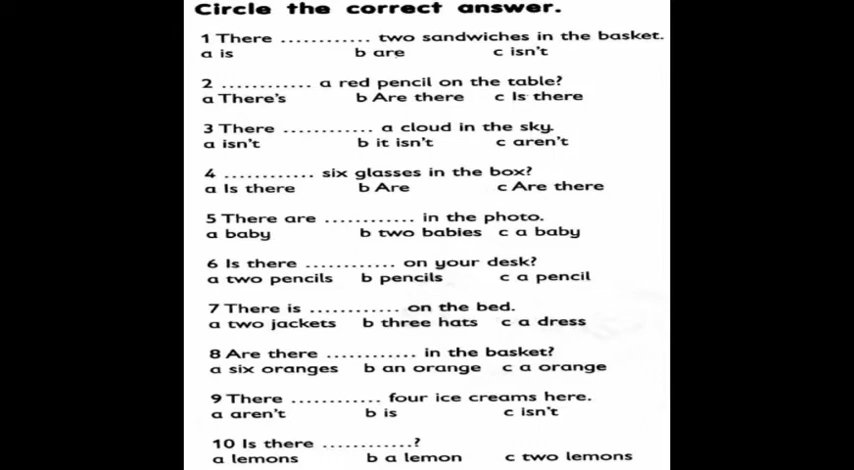 Circle the correct answer.
1 There ............ two sandwiches in the basket.
a is b are c isn't
2 ............ a red pencil on the table?
a There's b Are there c Is there
3 There ............ a cloud in the sky.
a isn't b it isn't c aren't
4 ............ six glasses in the box?
a Is there b Are c Are there
5 There are ............ in the photo.
a baby b two babies c a baby
6 Is there ............ on your desk?
a two pencils b pencils c a pencil
7 There is ............ on the bed.
a two jackets b three hats c a dress
8 Are there ............ in the basket?
a six oranges b an orange c a orange
9 There ............ four ice creams here.
a aren't b is c isn't
10 Is there ............?
a lemons b a lemon c two lemons